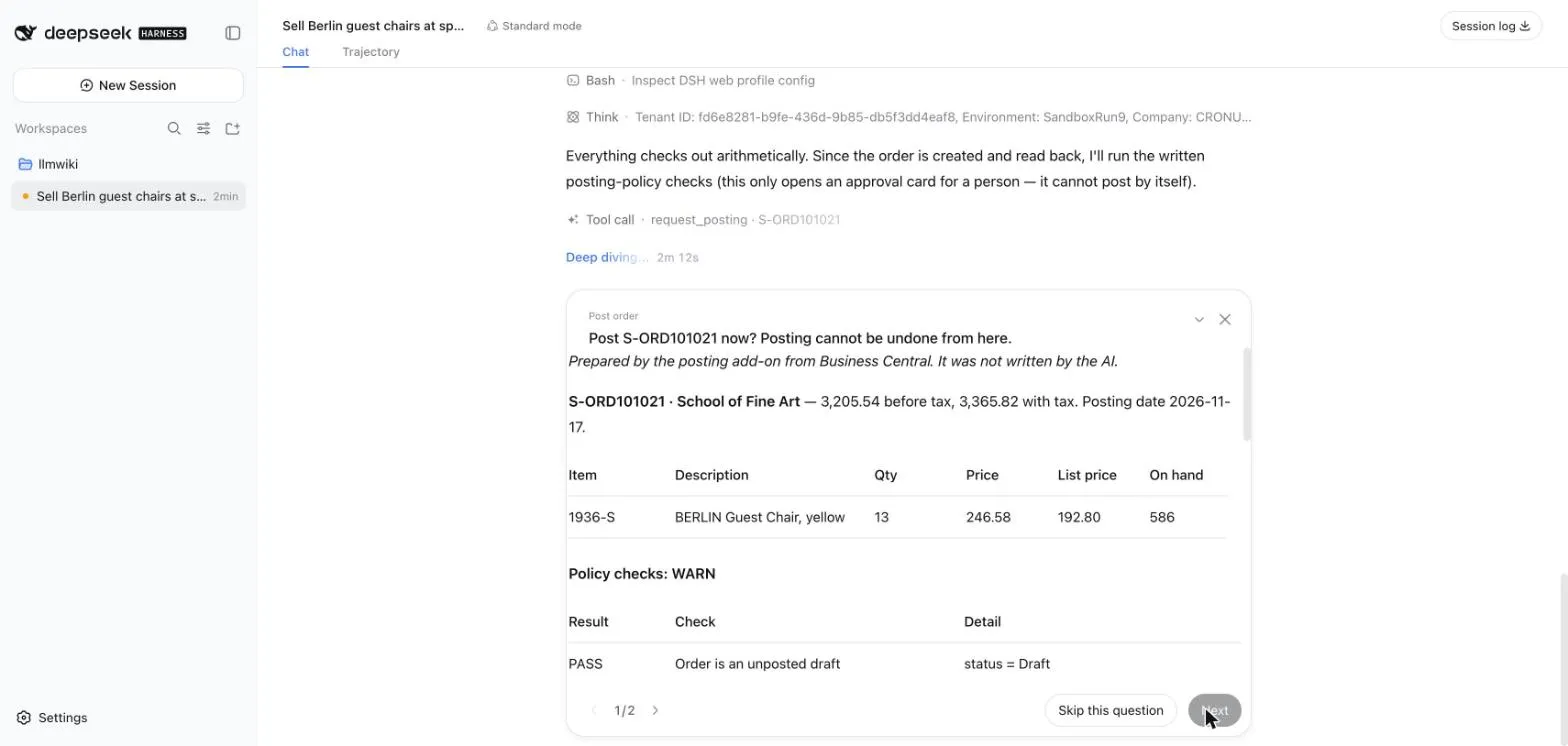 deepseek HARNESS
New Session
Workspaces
llmwiki
Sell Berlin guest chairs at s... 2min
Settings
Sell Berlin guest chairs at sp... Standard mode
Session log
Chat Trajectory
Bash · Inspect DSH web profile config
Think · Tenant ID: fd6e8281-b9fe-436d-9b85-db5f3dd4eaf8, Environment: SandboxRun9, Company: CRONU...
Everything checks out arithmetically. Since the order is created and read back, I'll run the written
posting-policy checks (this only opens an approval card for a person — it cannot post by itself).
Tool call · request_posting · S-ORD101021
Deep diving... 2m 12s
Post order
Post S-ORD101021 now? Posting cannot be undone from here.
Prepared by the posting add-on from Business Central. It was not written by the AI.
S-ORD101021 · School of Fine Art — 3,205.54 before tax, 3,365.82 with tax. Posting date 2026-11-
17.
Item Description Qty Price List price On hand
1936-S BERLIN Guest Chair, yellow 13 246.58 192.80 586
Policy checks: WARN
Result Check Detail
PASS Order is an unposted draft status = Draft
1/2 Skip this question Next